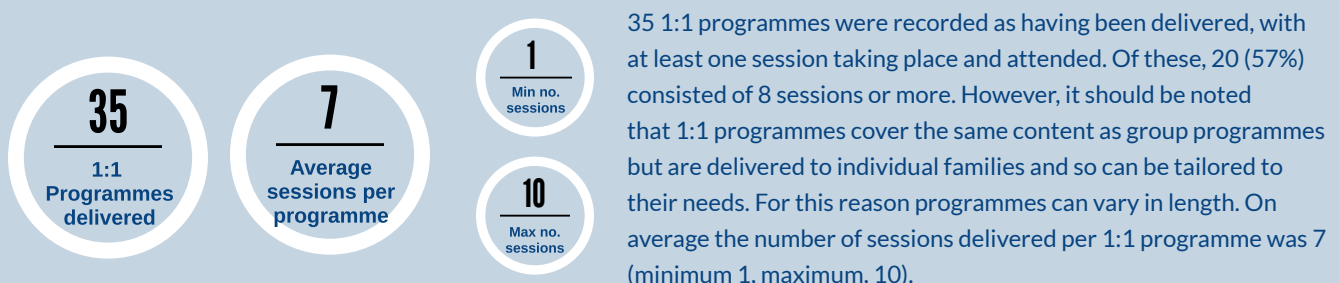 35
1:1
Programmes
delivered
7
Average
sessions per
programme
1
Min no.
sessions
10
Max no.
sessions
35 1:1 programmes were recorded as having been delivered, with
at least one session taking place and attended. Of these, 20 (57%)
consisted of 8 sessions or more. However, it should be noted
that 1:1 programmes cover the same content as group programmes
but are delivered to individual families and so can be tailored to
their needs. For this reason programmes can vary in length. On
average the number of sessions delivered per 1:1 programme was 7
(minimum 1, maximum, 10).